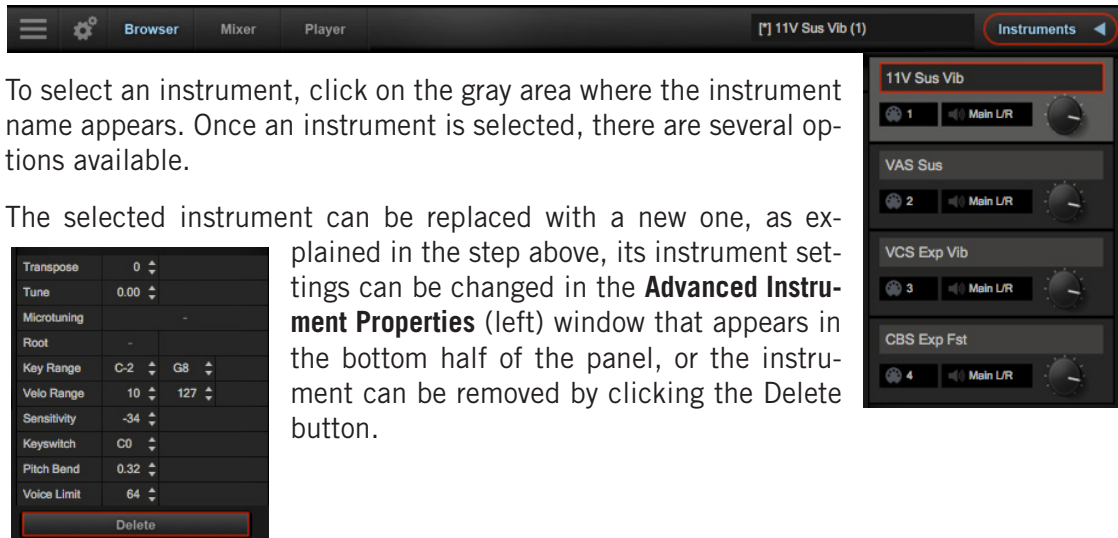 Browser Mixer Player [*] 11V Sus Vib (1) Instruments
To select an instrument, click on the gray area where the instrument
name appears. Once an instrument is selected, there are several op-
tions available.
The selected instrument can be replaced with a new one, as ex-
plained in the step above, its instrument set-
tings can be changed in the Advanced Instru-
ment Properties (left) window that appears in
the bottom half of the panel, or the instru-
ment can be removed by clicking the Delete
button.
Transpose 0
Tune 0.00
Microtuning -
Root -
Key Range C-2 G8
Velo Range 10 127
Sensitivity -34
Keyswitch C0
Pitch Bend 0.32
Voice Limit 64
Delete
11V Sus Vib
1 Main L/R
VAS Sus
2 Main L/R
VCS Exp Vib
3 Main L/R
CBS Exp Fst
4 Main L/R